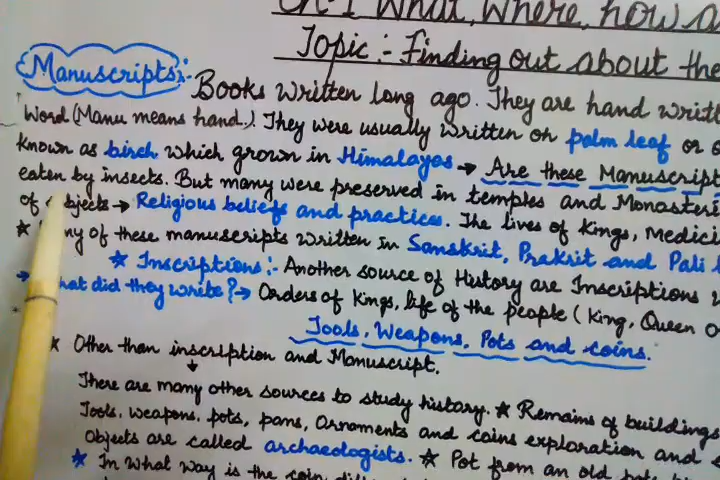 Ch-1 What, Where, how a
Topic:- Finding out about the
Manuscripts:- Books written long ago. They are hand writt
Word (Manu means hand.) They were usually written on palm leaf or
known as birch which grown in Himalayas → Are these Manuscript
eaten by insects. But many were preserved in temples and Monasteri
of objects → Religious beliefs and practices. The lives of Kings, Medici
★ of these manuscripts written in Sanskrit, Prakrit and Pali
★ Inscriptions:- Another source of History are Inscriptions
→ hat did they write? → Orders of Kings, life of the people (King, Queen
Tools, Weapons, Pots and coins.
★ Other than inscription and Manuscript.
↓
There are many other sources to study history. ★ Remains of buildings
Tools, weapons, pots, pans, Ornaments and coins exploration and
Objects are called archaeologists. ★ Pot from an old
★ In what way is the coin